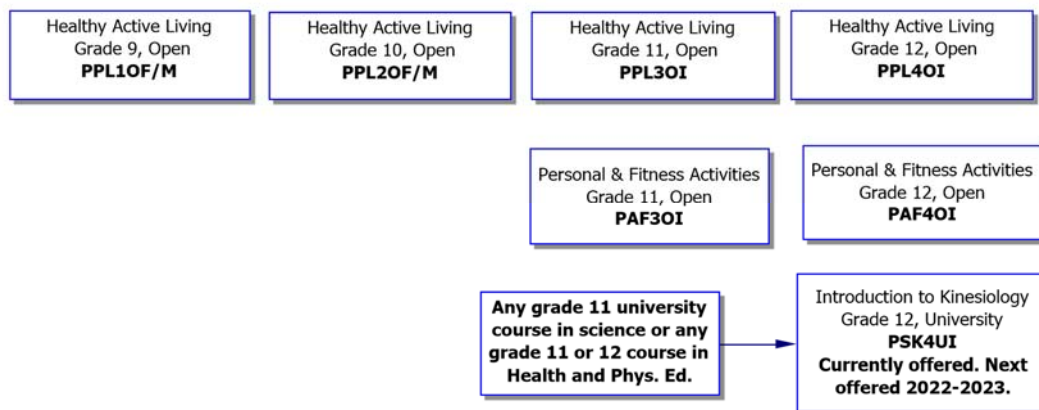 Healthy Active Living
Grade 9, Open
PPL1OF/M
Healthy Active Living
Grade 10, Open
PPL2OF/M
Healthy Active Living
Grade 11, Open
PPL3OI
Healthy Active Living
Grade 12, Open
PPL4OI
Personal & Fitness Activities
Grade 11, Open
PAF3OI
Personal & Fitness Activities
Grade 12, Open
PAF4OI
Any grade 11 university
course in science or any
grade 11 or 12 course in
Health and Phys. Ed.
Introduction to Kinesiology
Grade 12, University
PSK4UI
Currently offered. Next
offered 2022-2023.